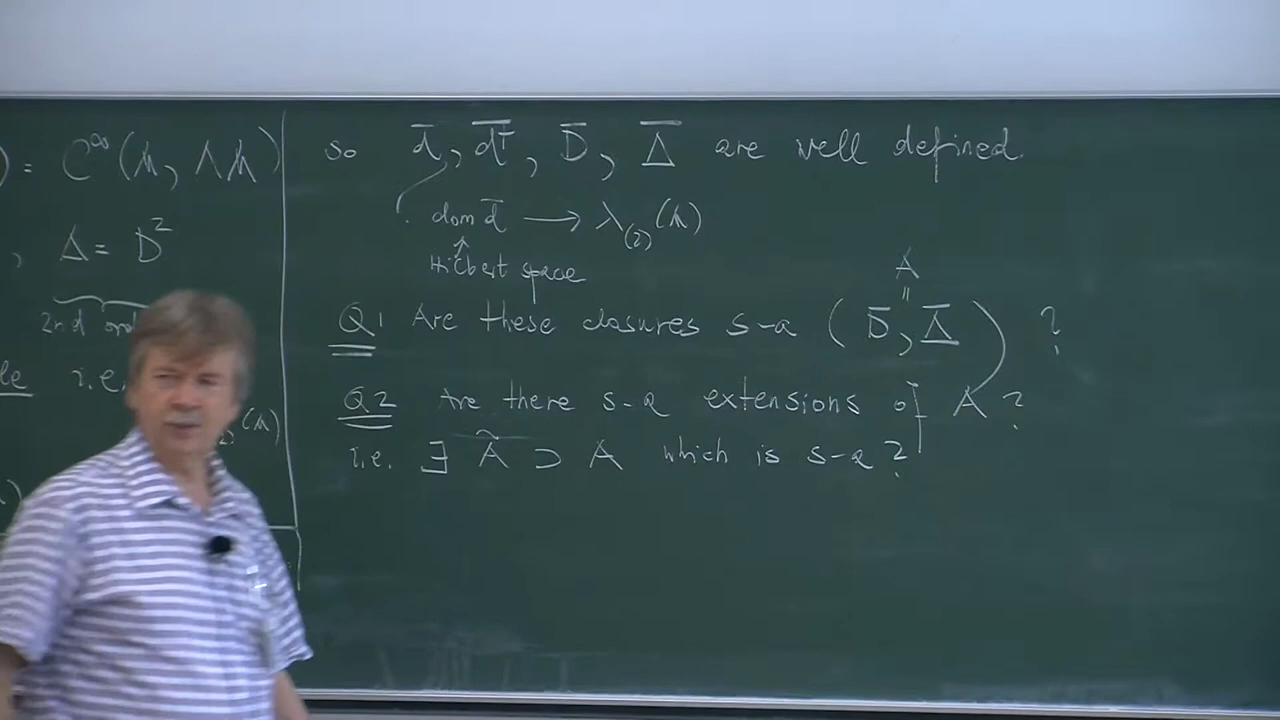 ) = C^∞(M, ΛM)
, Δ = D²
2nd ord
le i.e.
(M)
)
so d̅, d̅†̅, D̅, Δ̅ are well defined.
dom d̅ → λ₍₂₎(M)
↑
Hilbert space
A
=
Q1 Are these closures s-a (D̅, Δ̅) ?
Q2 Are there s-a extensions of A ?
i.e. ∃ Ã ⊃ A which is s-a ?